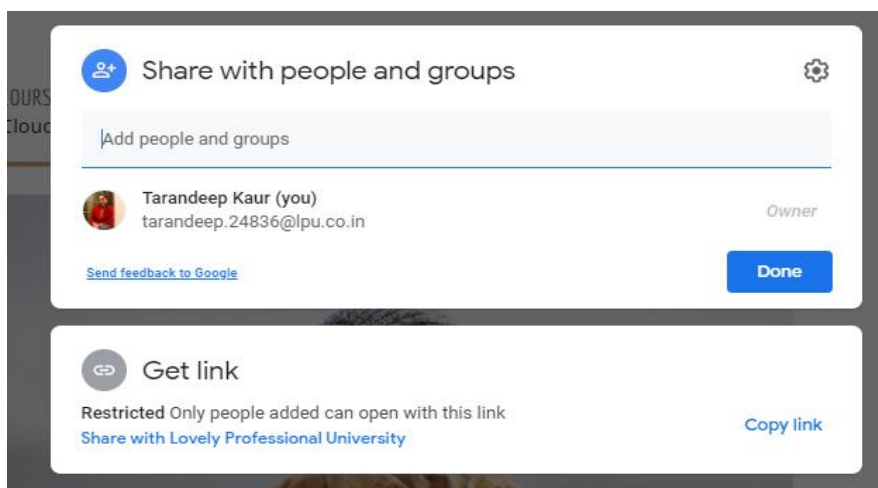 Share with people and groups
OURS
Clouc
Add people and groups
Tarandeep Kaur (you)
tarandeep.24836@lpu.co.in
Owner
Send feedback to Google
Done
Get link
Restricted Only people added can open with this link
Share with Lovely Professional University
Copy link